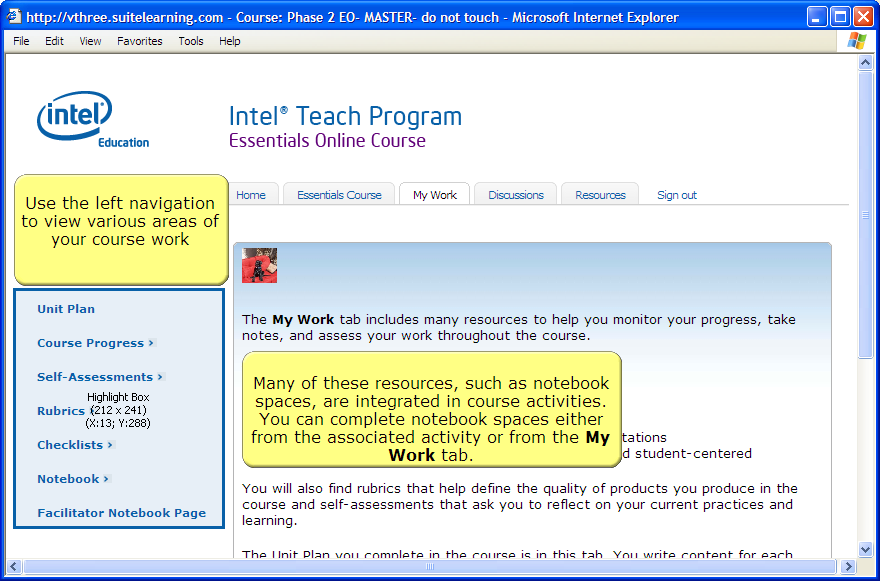 http://vthree.suitelearning.com - Course: Phase 2 EO- MASTER- do not touch - Microsoft Internet Explorer
File Edit View Favorites Tools Help
intel®
Education
Intel® Teach Program
Essentials Online Course
Home Essentials Course My Work Discussions Resources Sign out
Use the left navigation
to view various areas of
your course work
Unit Plan
Course Progress
Self-Assessments
Highlight Box
(212 x 241)
(X:13; Y:288)
Rubrics
Checklists
Notebook
Facilitator Notebook Page
The My Work tab includes many resources to help you monitor your progress, take
notes, and assess your work throughout the course.
Many of these resources, such as notebook
spaces, are integrated in course activities.
You can complete notebook spaces either
from the associated activity or from the My
Work tab.
tations
d student-centered
You will also find rubrics that help define the quality of products you produce in the
course and self-assessments that ask you to reflect on your current practices and
learning.
The Unit Plan you complete in the course is in this tab. You write content for each